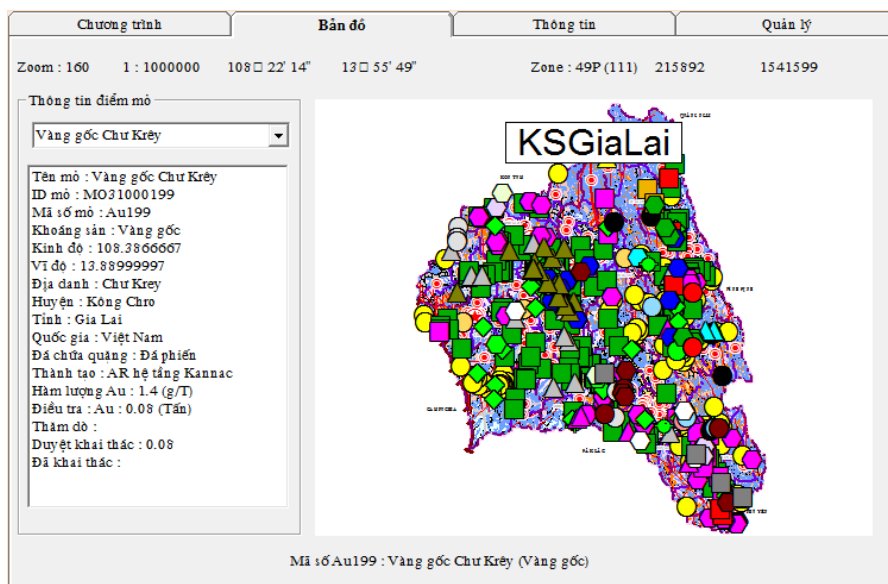 Chương trình
Bản đồ
Thông tin
Quản lý
Zoom : 160 1 : 1000000 108□ 22' 14" 13□ 55' 49" Zone : 49P (111) 215892 1541599
Thông tin điểm mỏ
Vàng gốc Chư Krêy
Tên mỏ : Vàng gốc Chư Krêy
ID mỏ : MO31000199
Mã số mỏ : Au199
Khoáng sản : Vàng gốc
Kinh độ : 108.3866667
Vĩ độ : 13.88999997
Địa danh : Chư Krey
Huyện : Kông Chro
Tỉnh : Gia Lai
Quốc gia : Việt Nam
Đá chứa quặng : Đá phiến
Thành tạo : AR hệ tầng Kannac
Hàm lượng Au : 1.4 (g/T)
Điều tra : Au : 0.08 (Tấn)
Thăm dò :
Duyệt khai thác : 0.08
Đã khai thác :
KSGiaLai
KON TUM
Mã số Au199 : Vàng gốc Chư Krêy (Vàng gốc)